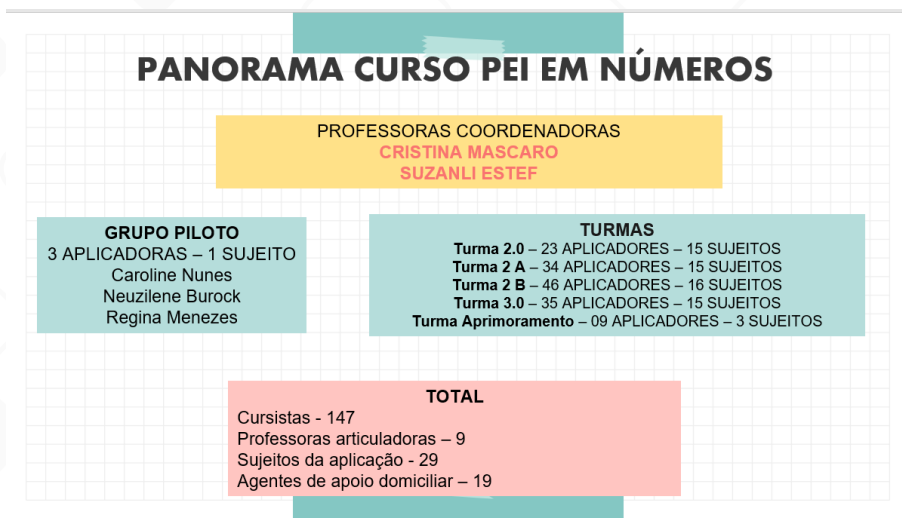 PANORAMA CURSO PEI EM NÚMEROS
PROFESSORAS COORDENADORAS
CRISTINA MASCARO
SUZANLI ESTEF
GRUPO PILOTO
3 APLICADORAS – 1 SUJEITO
Caroline Nunes
Neuzilene Burock
Regina Menezes
TURMAS
Turma 2.0 – 23 APLICADORES – 15 SUJEITOS
Turma 2 A – 34 APLICADORES – 15 SUJEITOS
Turma 2 B – 46 APLICADORES – 16 SUJEITOS
Turma 3.0 – 35 APLICADORES – 15 SUJEITOS
Turma Aprimoramento – 09 APLICADORES – 3 SUJEITOS
TOTAL
Cursistas - 147
Professoras articuladoras – 9
Sujeitos da aplicação - 29
Agentes de apoio domiciliar – 19